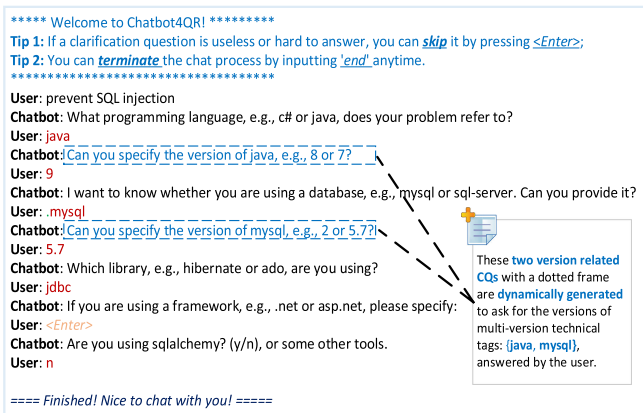 ***** Welcome to Chatbot4QR! *********
Tip 1: If a clarification question is useless or hard to answer, you can skip it by pressing <Enter>;
Tip 2: You can terminate the chat process by inputting 'end' anytime.
************************************
User: prevent SQL injection
Chatbot: What programming language, e.g., c# or java, does your problem refer to?
User: java
Chatbot: Can you specify the version of java, e.g., 8 or 7?
User: 9
Chatbot: I want to know whether you are using a database, e.g., mysql or sql-server. Can you provide it?
User: .mysql
Chatbot: Can you specify the version of mysql, e.g., 2 or 5.7?
User: 5.7
Chatbot: Which library, e.g., hibernate or ado, are you using?
User: jdbc
Chatbot: If you are using a framework, e.g., .net or asp.net, please specify:
User: <Enter>
Chatbot: Are you using sqlalchemy? (y/n), or some other tools.
User: n
==== Finished! Nice to chat with you! =====
These two version related
CQs with a dotted frame
are dynamically generated
to ask for the versions of
multi-version technical
tags: {java, mysql},
answered by the user.